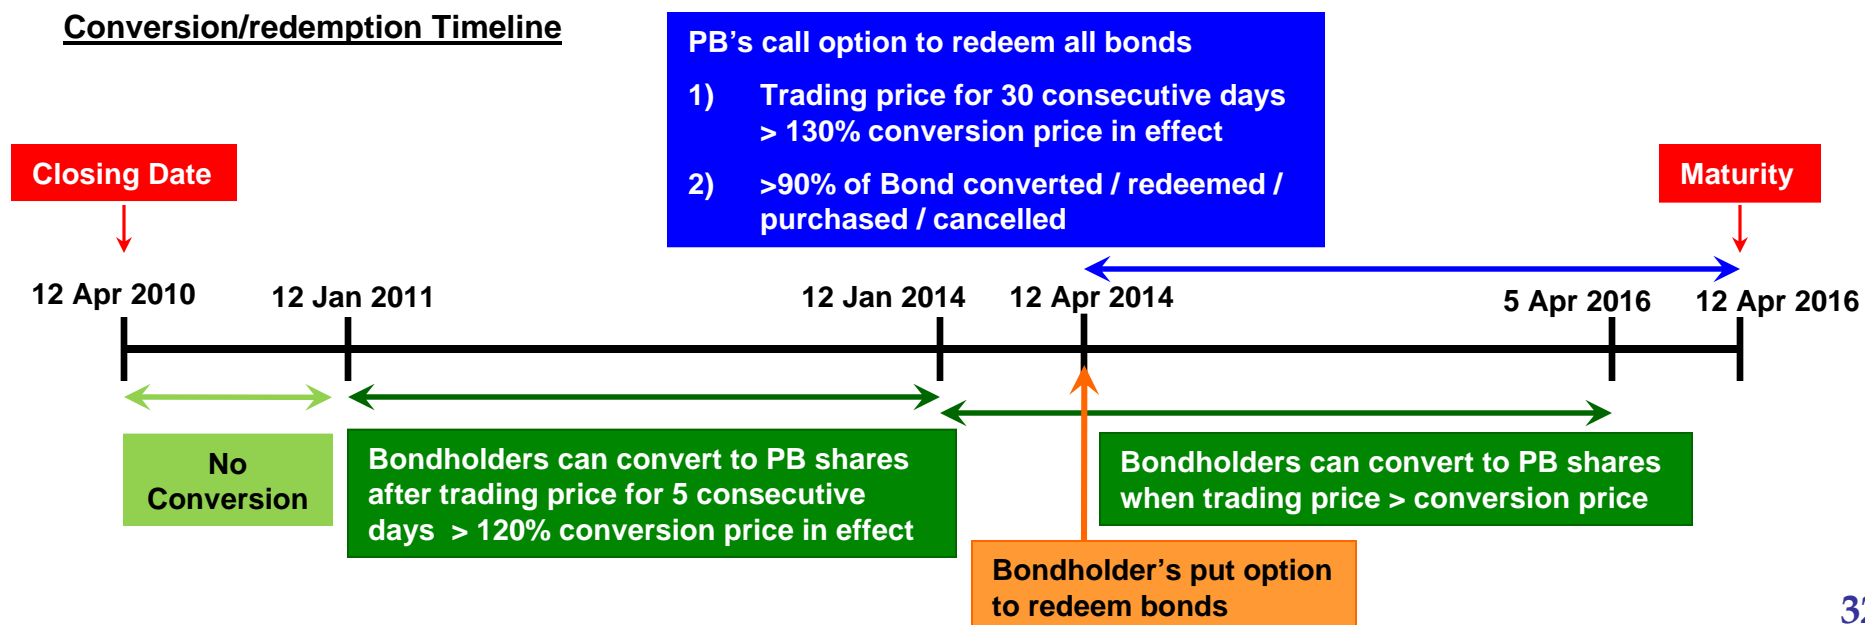 Conversion/redemption Timeline
PB's call option to redeem all bonds
1) Trading price for 30 consecutive days
> 130% conversion price in effect
2) >90% of Bond converted / redeemed /
purchased / cancelled
Closing Date
Maturity
12 Apr 2010
12 Jan 2011
12 Jan 2014
12 Apr 2014
5 Apr 2016
12 Apr 2016
No
Conversion
Bondholders can convert to PB shares
after trading price for 5 consecutive
days > 120% conversion price in effect
Bondholders can convert to PB shares
when trading price > conversion price
Bondholder's put option
to redeem bonds